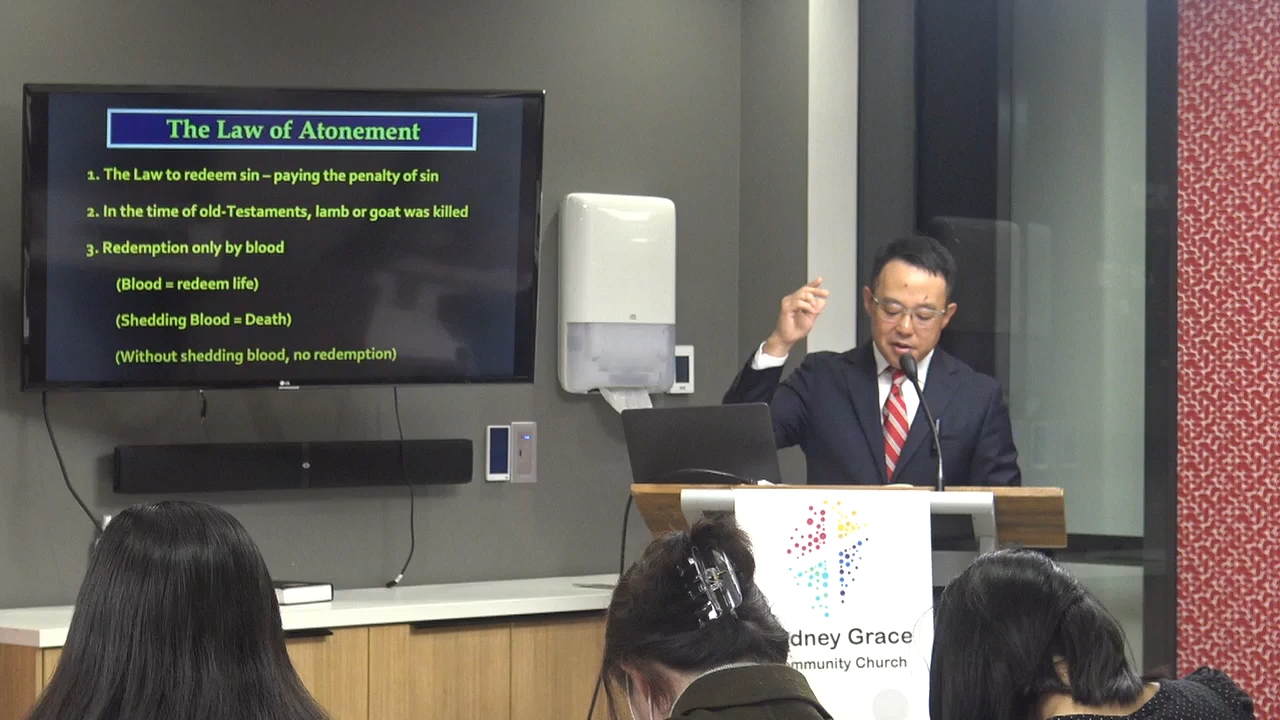 The Law of Atonement
1. The Law to redeem sin – paying the penalty of sin
2. In the time of old-Testaments, lamb or goat was killed
3. Redemption only by blood
(Blood = redeem life)
(Shedding Blood = Death)
(Without shedding blood, no redemption)
LG
dney Grace
mmunity Church